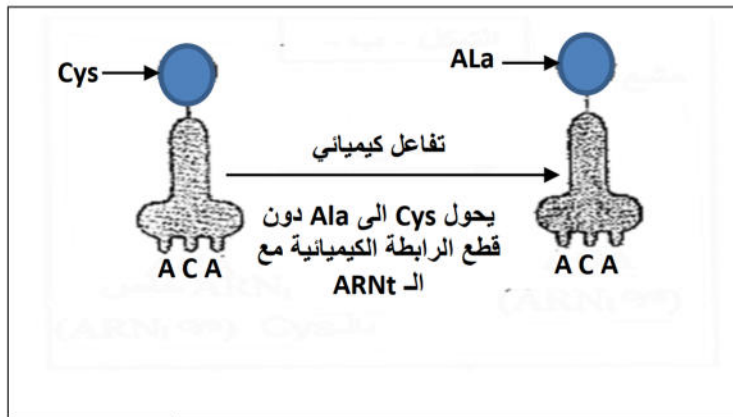 Cys
ALa
تفاعل كيميائي
يحول Cys الى Ala دون
قطع الرابطة الكيميائية مع
الـ ARNt
A C A
A C A